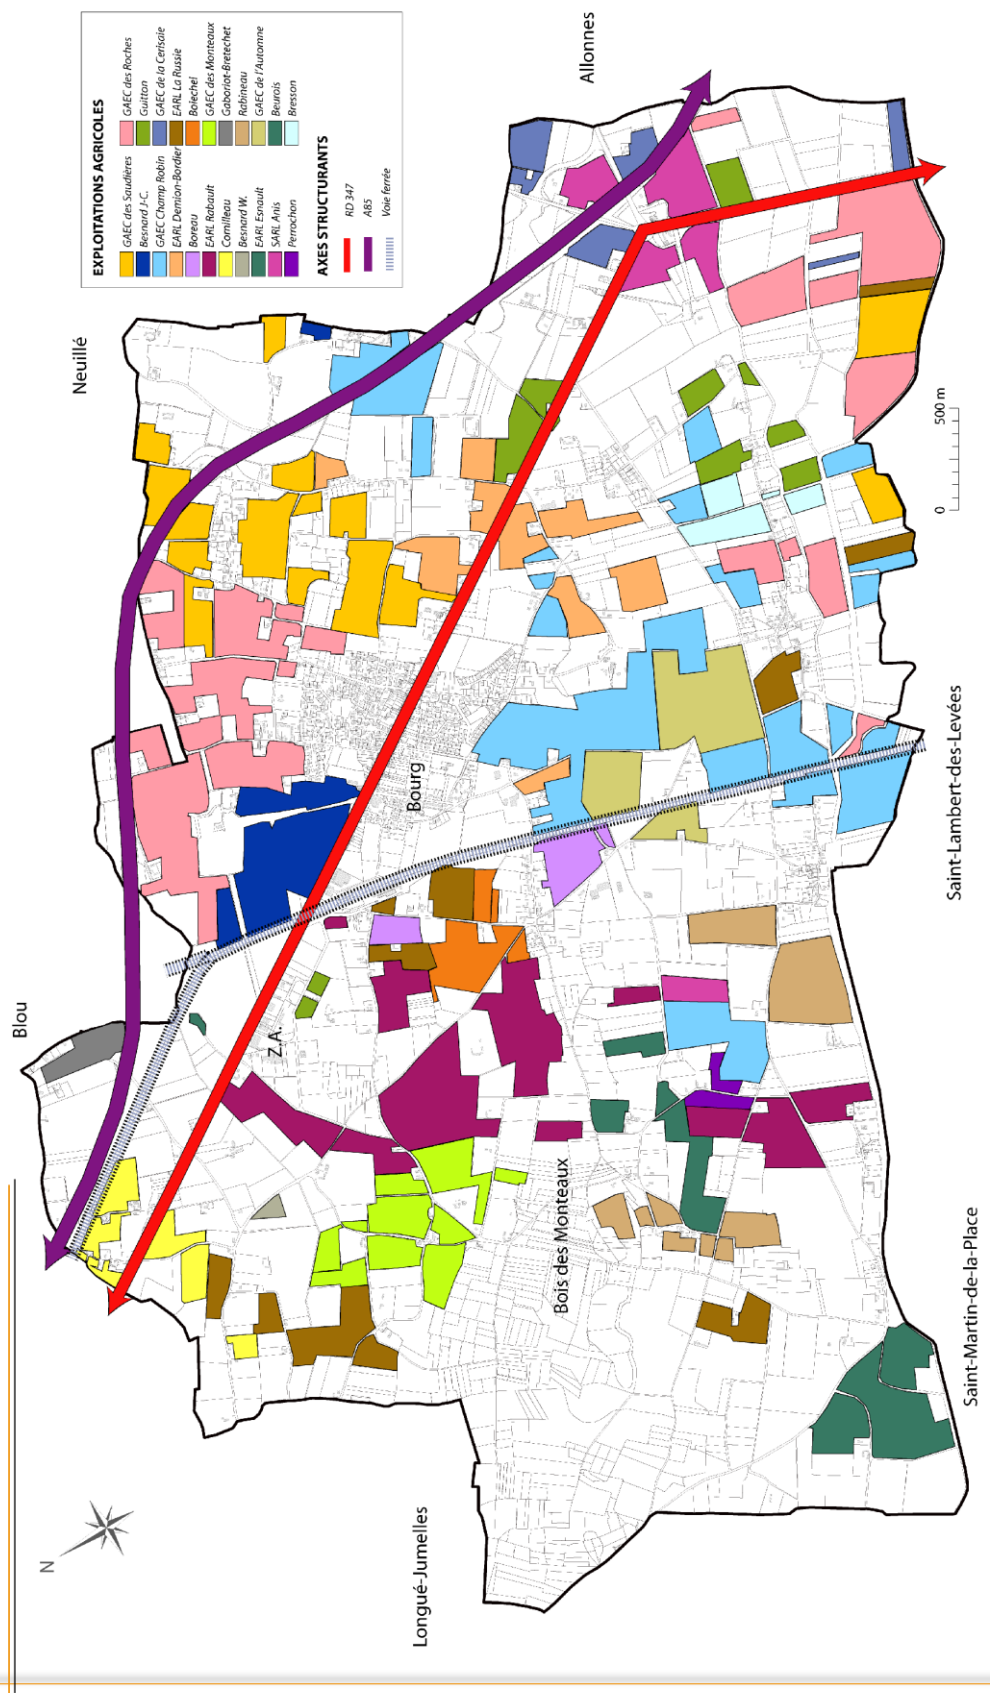 EXPLOITATIONS AGRICOLES
GAEC des Saudières
Besnard J-C.
GAEC Champ Robin
EARL Demion-Bordier
Boreau
EARL Rabault
Cornilleau
Besnard W.
EARL Esnault
SARL Anis
Perrochon
GAEC des Roches
Guitton
GAEC de la Cerisaie
EARL La Russie
Bolechel
GAEC des Monteaux
Gaboriot-Bretechet
Rabineau
GAEC de l'Automne
Beurois
Bresson
AXES STRUCTURANTS
RD 347
A85
Voie ferrée
Allonnes
Neuillé
Blou
Bourg
Z.A.
Bois des Monteaux
Longué-Jumelles
Saint-Martin-de-la-Place
Saint-Lambert-des-Levées
0 500 m
N